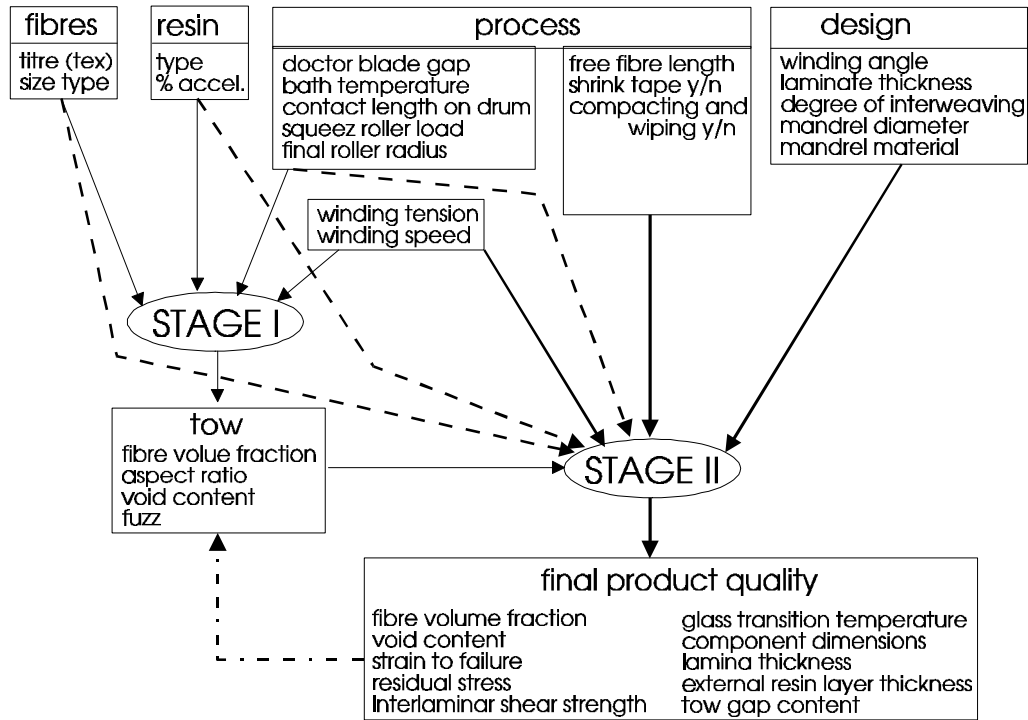 fibres
titre (tex)
size type
resin
type
% accel.
process
doctor blade gap
bath temperature
contact length on drum
squeez roller load
final roller radius
free fibre length
shrink tape y/n
compacting and
wiping y/n
design
winding angle
laminate thickness
degree of interweaving
mandrel diameter
mandrel material
winding tension
winding speed
STAGE I
tow
fibre volue fraction
aspect ratio
void content
fuzz
STAGE II
final product quality
fibre volume fraction
void content
strain to failure
residual stress
Interlaminar shear strength
glass transition temperature
component dimensions
lamina thickness
external resin layer thickness
tow gap content